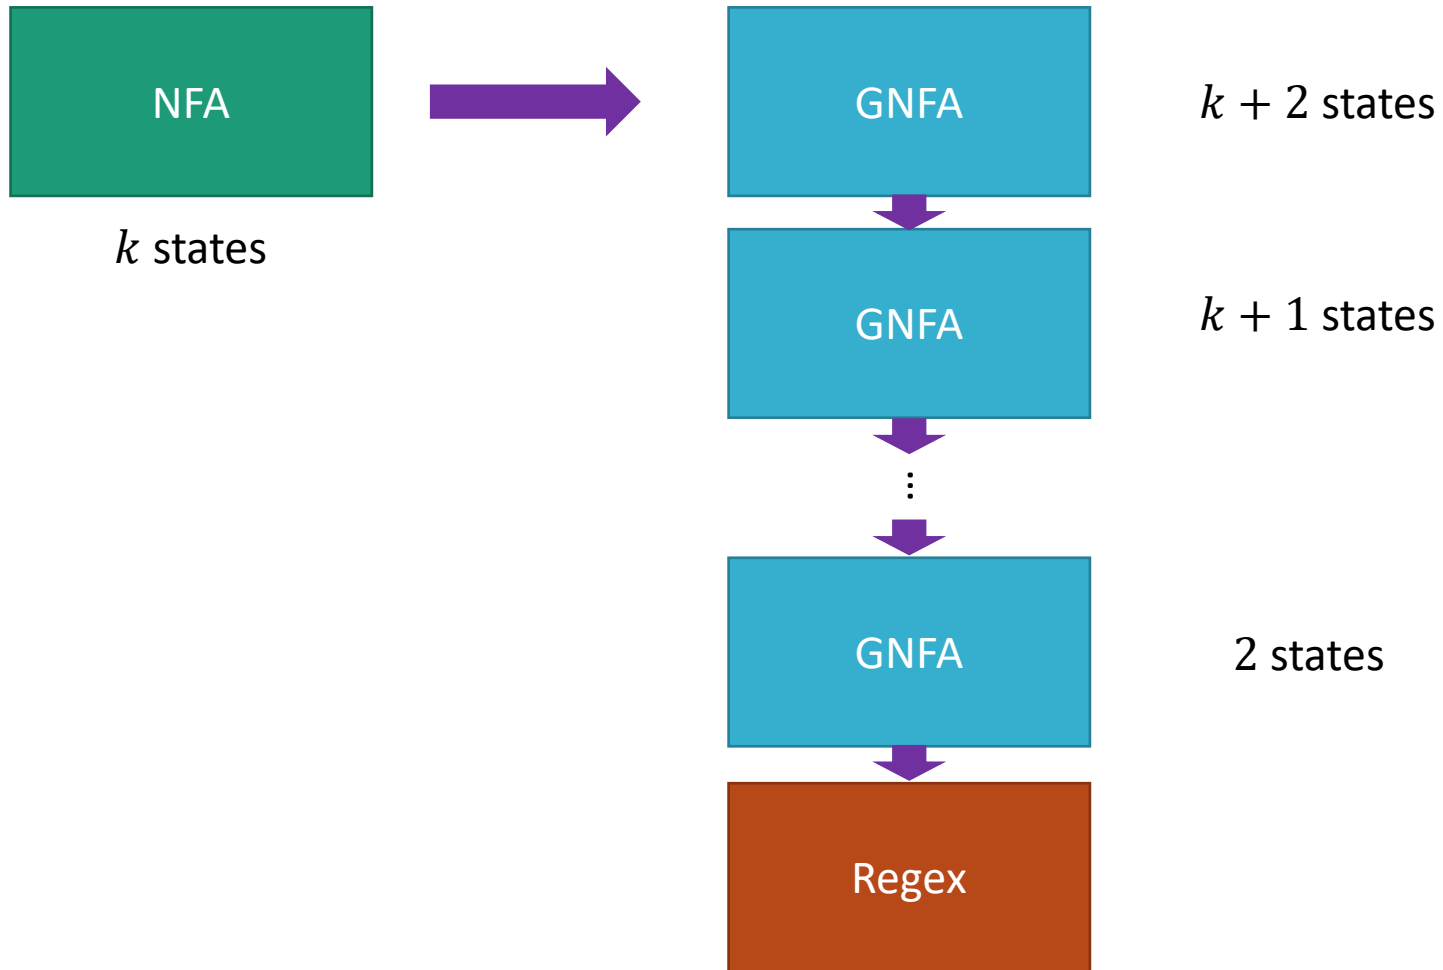 NFA
k states
GNFA
k + 2 states
GNFA
k + 1 states
⋮
GNFA
2 states
Regex